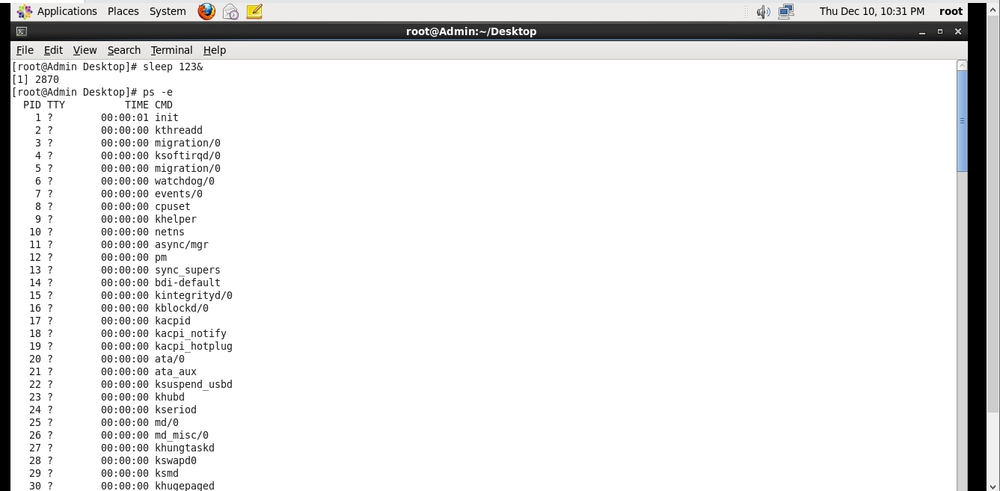 Applications Places System Thu Dec 10, 10:31 PM root
root@Admin:~/Desktop
File Edit View Search Terminal Help
[root@Admin Desktop]# sleep 123&
[1] 2870
[root@Admin Desktop]# ps -e
PID TTY TIME CMD
1 ? 00:00:01 init
2 ? 00:00:00 kthreadd
3 ? 00:00:00 migration/0
4 ? 00:00:00 ksoftirqd/0
5 ? 00:00:00 migration/0
6 ? 00:00:00 watchdog/0
7 ? 00:00:00 events/0
8 ? 00:00:00 cpuset
9 ? 00:00:00 khelper
10 ? 00:00:00 netns
11 ? 00:00:00 async/mgr
12 ? 00:00:00 pm
13 ? 00:00:00 sync_supers
14 ? 00:00:00 bdi-default
15 ? 00:00:00 kintegrityd/0
16 ? 00:00:00 kblockd/0
17 ? 00:00:00 kacpid
18 ? 00:00:00 kacpi_notify
19 ? 00:00:00 kacpi_hotplug
20 ? 00:00:00 ata/0
21 ? 00:00:00 ata_aux
22 ? 00:00:00 ksuspend_usbd
23 ? 00:00:00 khubd
24 ? 00:00:00 kseriod
25 ? 00:00:00 md/0
26 ? 00:00:00 md_misc/0
27 ? 00:00:00 khungtaskd
28 ? 00:00:00 kswapd0
29 ? 00:00:00 ksmd
30 ? 00:00:00 khugepaged